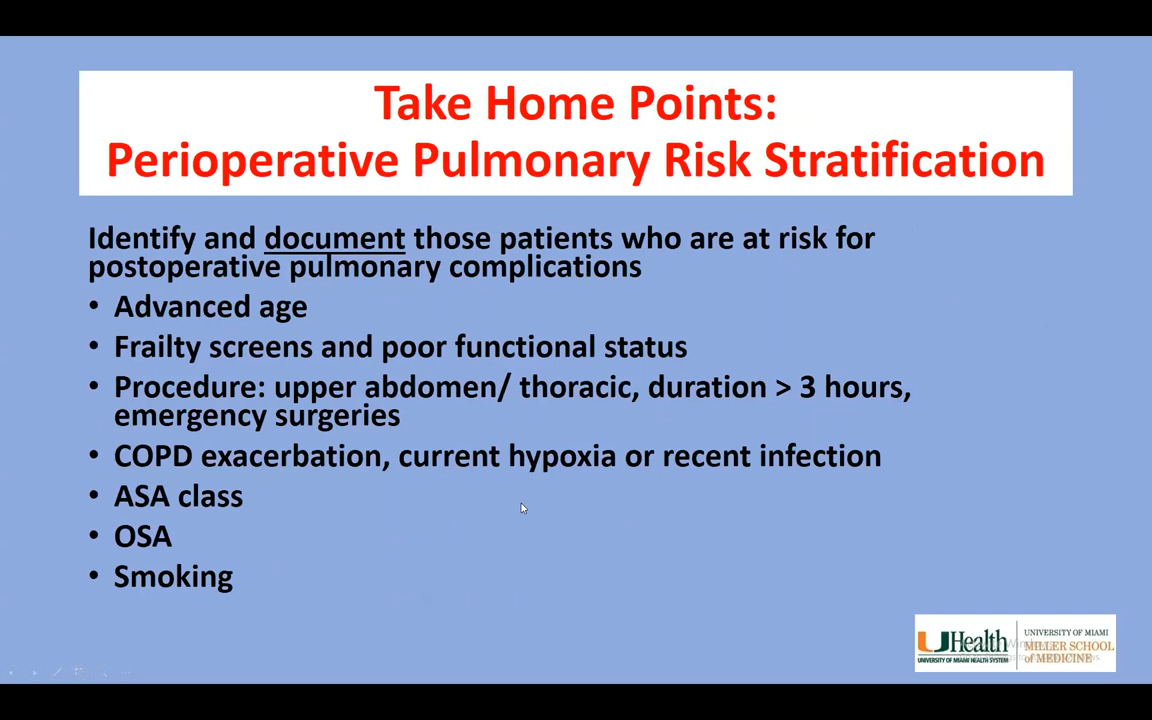 Take Home Points:
Perioperative Pulmonary Risk Stratification
Identify and document those patients who are at risk for
postoperative pulmonary complications
• Advanced age
• Frailty screens and poor functional status
• Procedure: upper abdomen/ thoracic, duration > 3 hours,
emergency surgeries
• COPD exacerbation, current hypoxia or recent infection
• ASA class
• OSA
• Smoking
UHealth
UNIVERSITY OF MIAMI HEALTH SYSTEM
UNIVERSITY OF MIAMI
MILLER SCHOOL
of MEDICINE